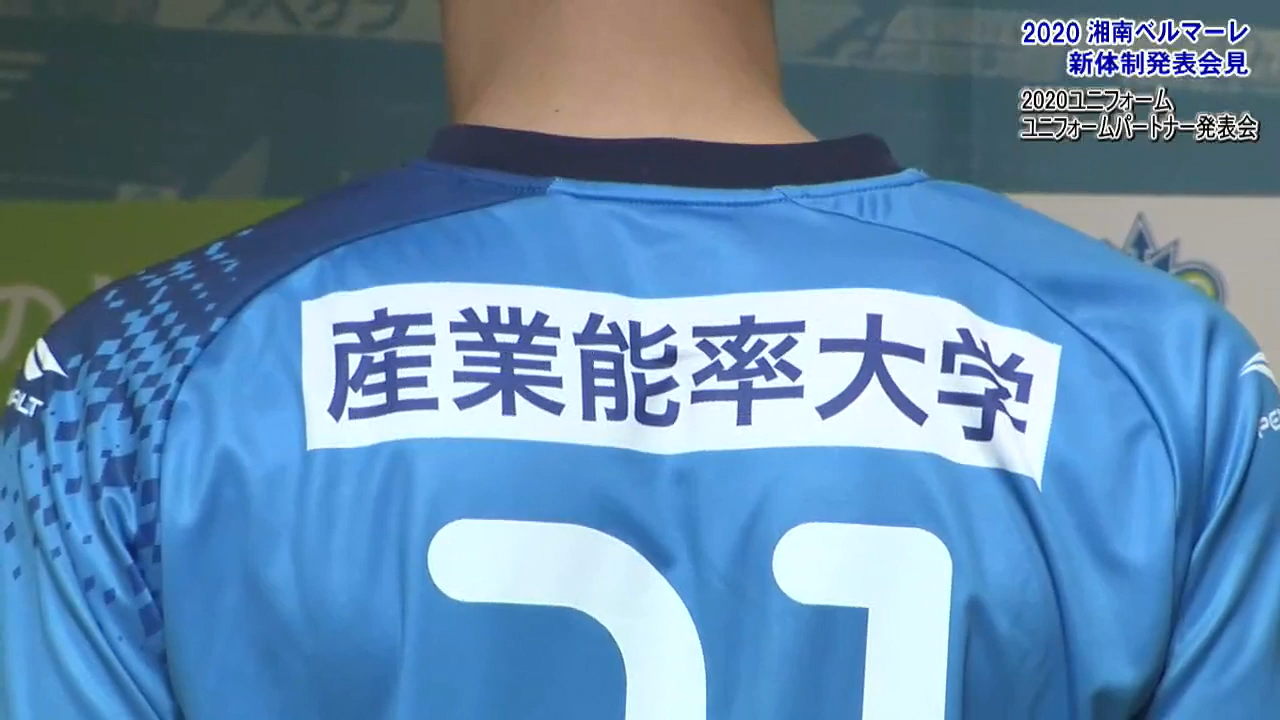 2020 湘南ベルマーレ
新体制発表会見
2020ユニフォーム
ユニフォームパートナー発表会
産業能率大学
21